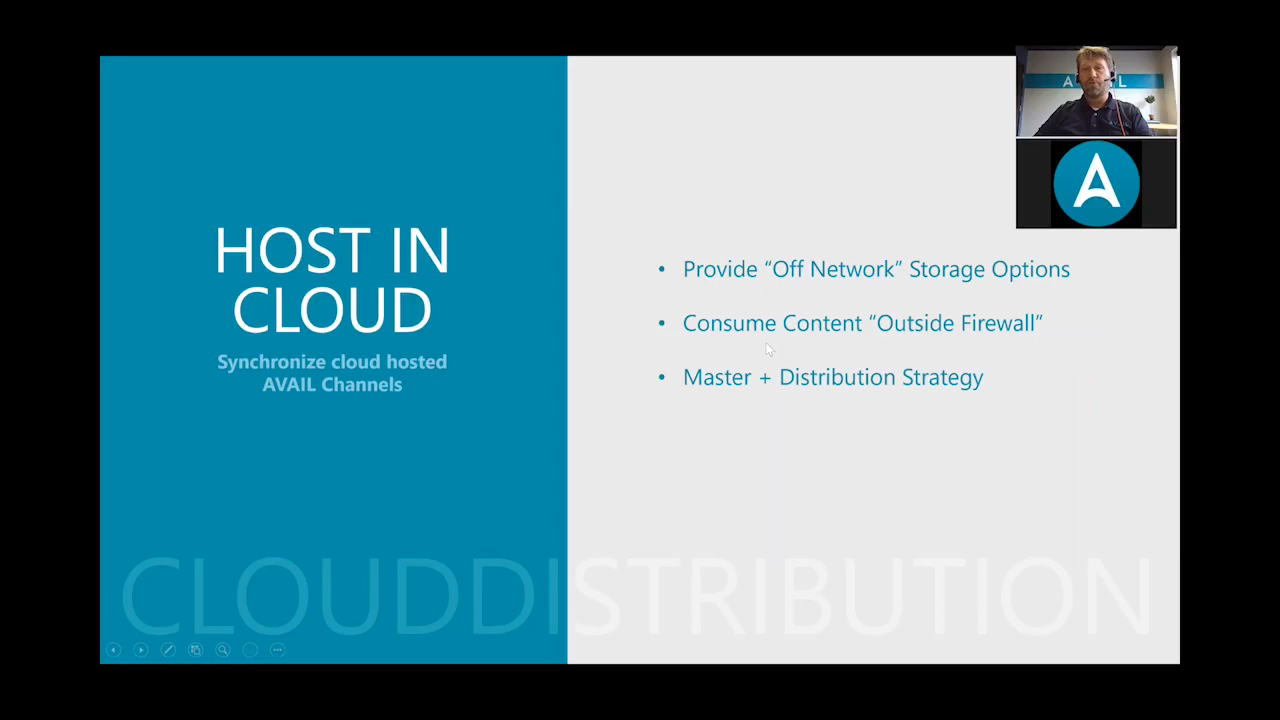 HOST IN
CLOUD
Synchronize cloud hosted
AVAIL Channels
• Provide “Off Network” Storage Options
• Consume Content “Outside Firewall”
• Master + Distribution Strategy
CLOUDDISTRIBUTION
A